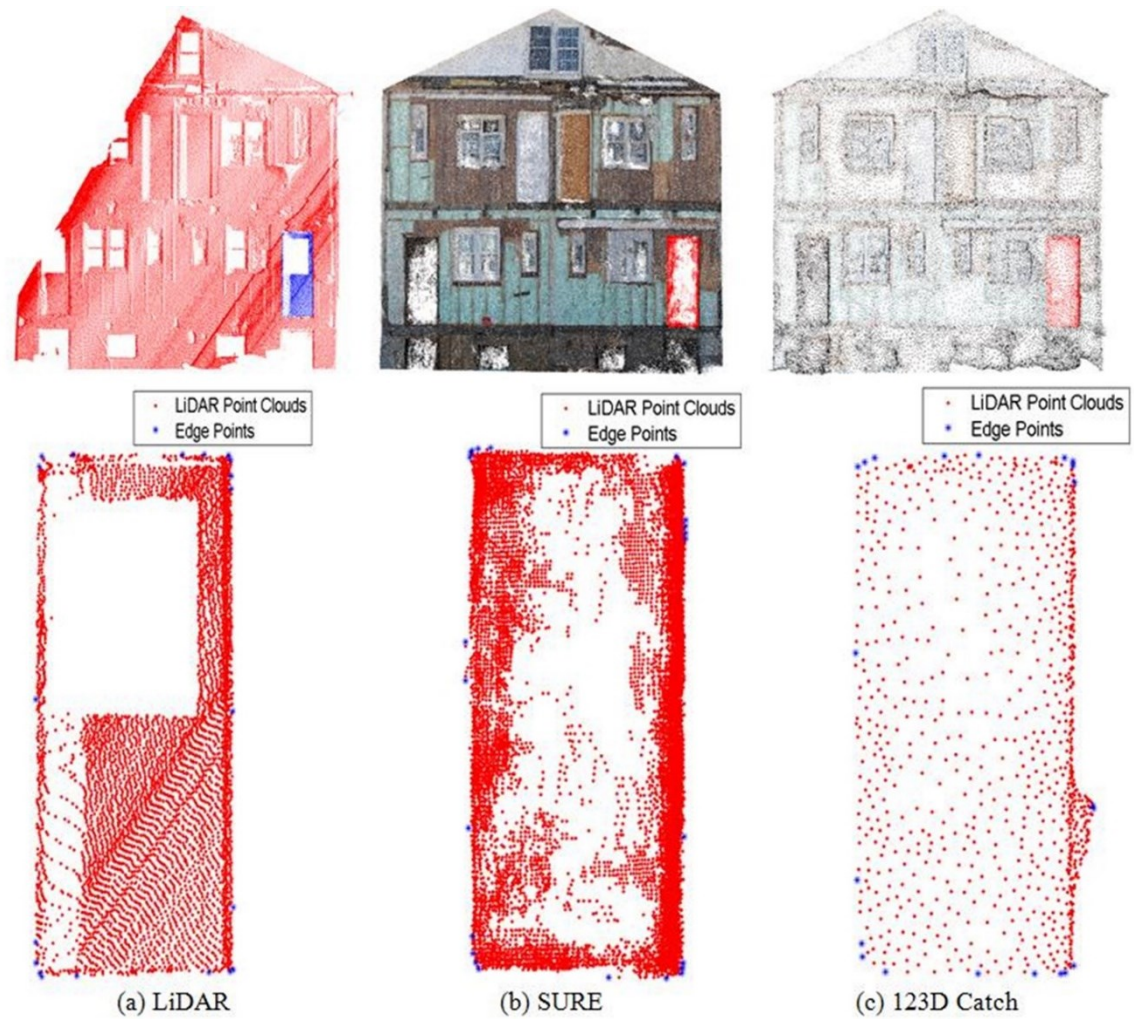 LiDAR Point Clouds
Edge Points
LiDAR Point Clouds
Edge Points
LiDAR Point Clouds
Edge Points
(a) LiDAR
(b) SURE
(c) 123D Catch